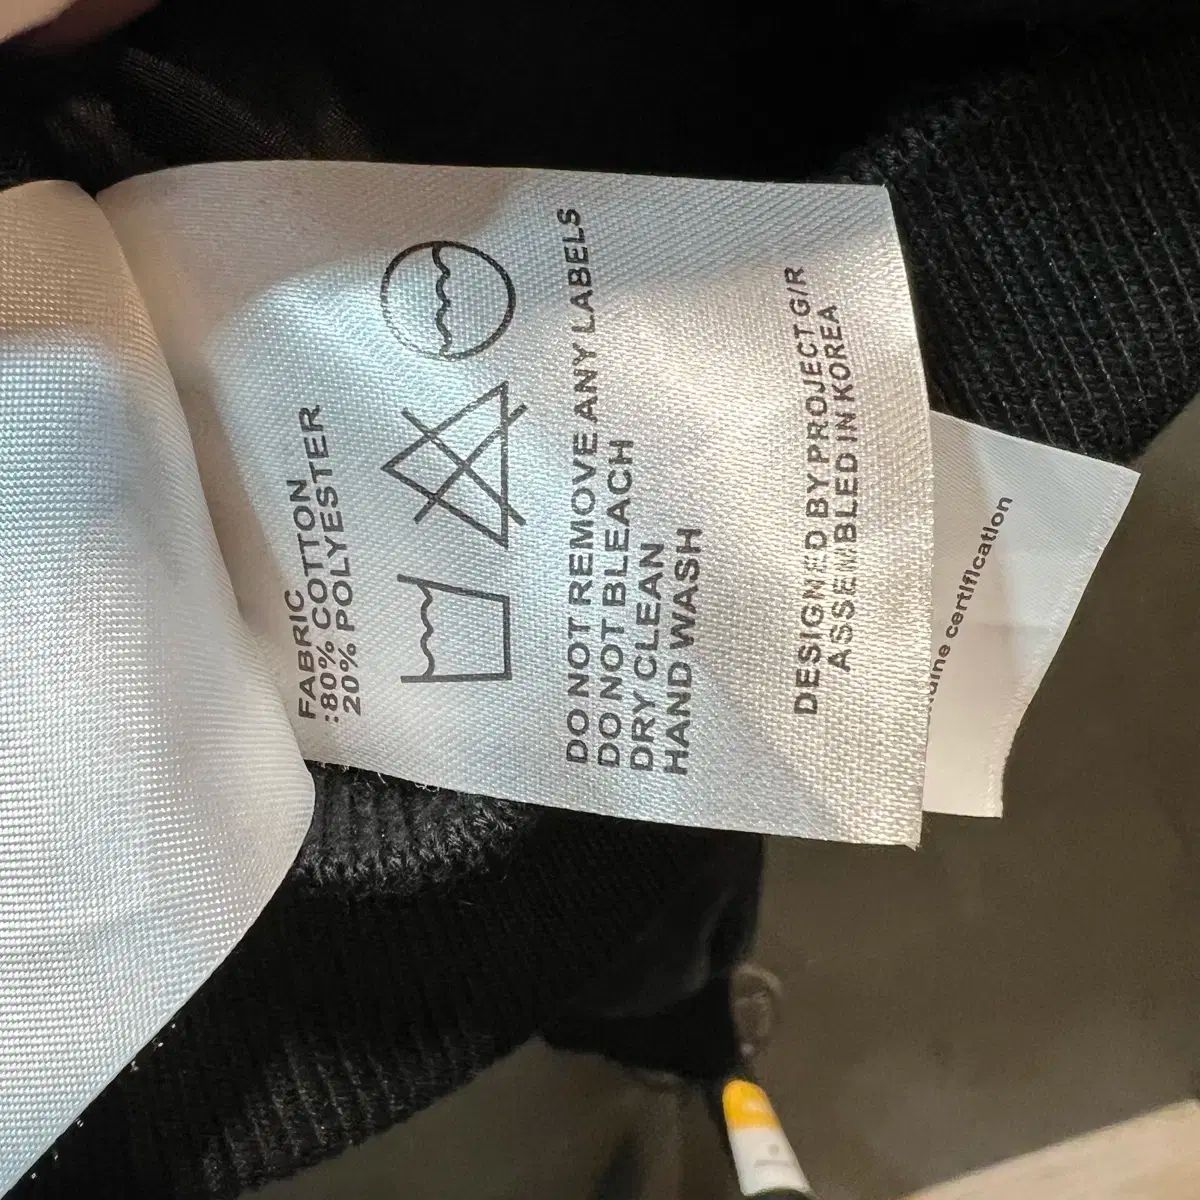 FABRIC
:80% COTTON
20% POLYESTER
DO NOT REMOVE ANY LABELS
DO NOT BLEACH
DRY CLEAN
HAND WASH
DESIGNED BY PROJECT G/R
ASSEMBLED IN KOREA
certification